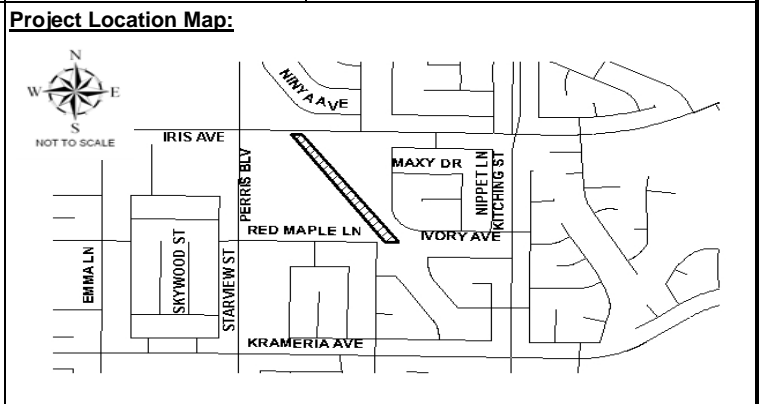 Project Location Map:
N
W E
S
NOT TO SCALE
NINYA AVE
IRIS AVE
MAXY DR
PERRIS BLV
NIPPET LN
KITCHING ST
RED MAPLE LN
IVORY AVE
EMMA LN
SKYWOOD ST
STARVIEW ST
KRAMERIA AVE